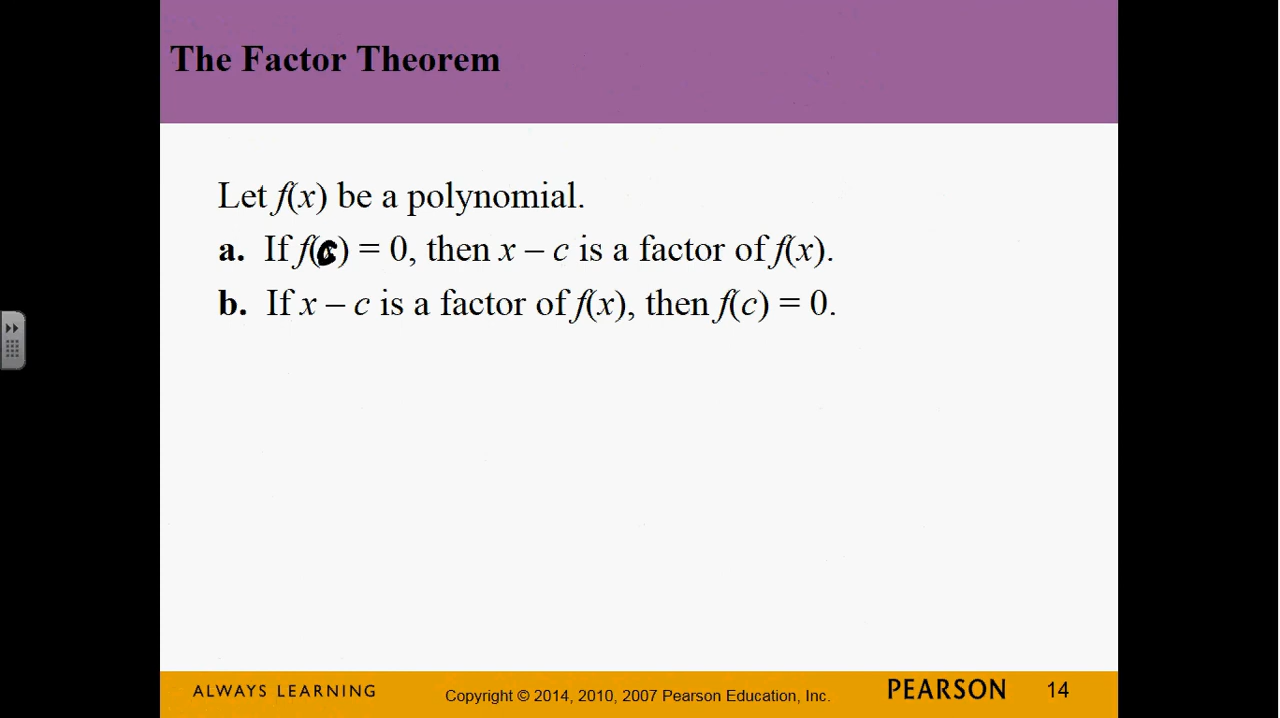 The Factor Theorem
Let f(x) be a polynomial.
a. If f(c) = 0, then x – c is a factor of f(x).
b. If x – c is a factor of f(x), then f(c) = 0.
ALWAYS LEARNING Copyright © 2014, 2010, 2007 Pearson Education, Inc. PEARSON 14